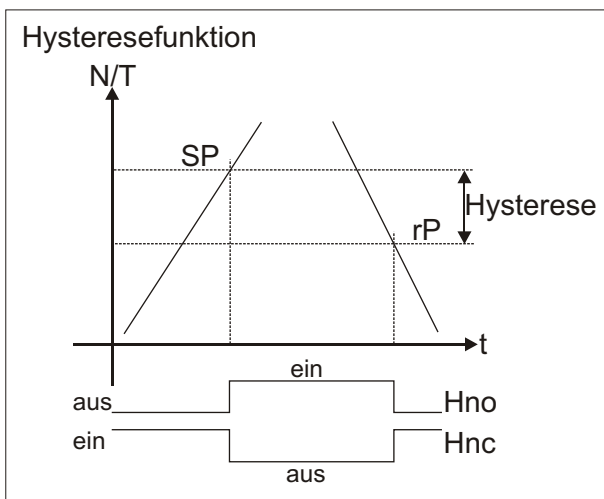 Hysteresefunktion
N/T
SP
Hysterese
rP
t
ein
aus
Hno
ein
Hnc
aus